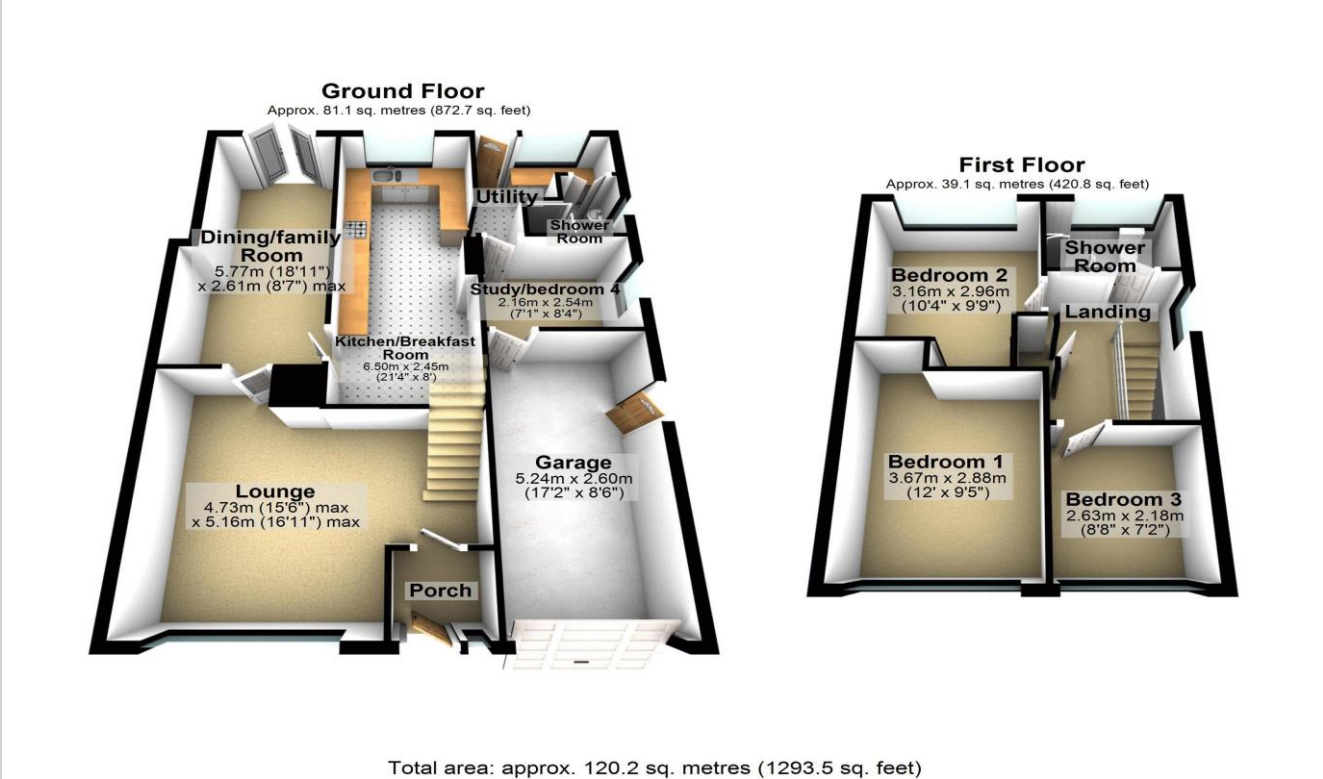 Ground Floor
Approx. 81.1 sq. metres (872.7 sq. feet)
Utility
Shower
Room
Dining/family
Room
5.77m (18'11")
x 2.61m (8'7") max
Study/bedroom 4
2.16m x 2.54m
(7'1" x 8'4")
Kitchen/Breakfast
Room
6.50m x 2.45m
(21'4" x 8')
Garage
5.24m x 2.60m
(17'2" x 8'6")
Lounge
4.73m (15'6") max
x 5.16m (16'11") max
Porch
First Floor
Approx. 39.1 sq. metres (420.8 sq. feet)
Shower
Room
Bedroom 2
3.16m x 2.96m
(10'4" x 9'9")
Landing
Bedroom 1
3.67m x 2.88m
(12' x 9'5")
Bedroom 3
2.63m x 2.18m
(8'8" x 7'2")
Total area: approx. 120.2 sq. metres (1293.5 sq. feet)